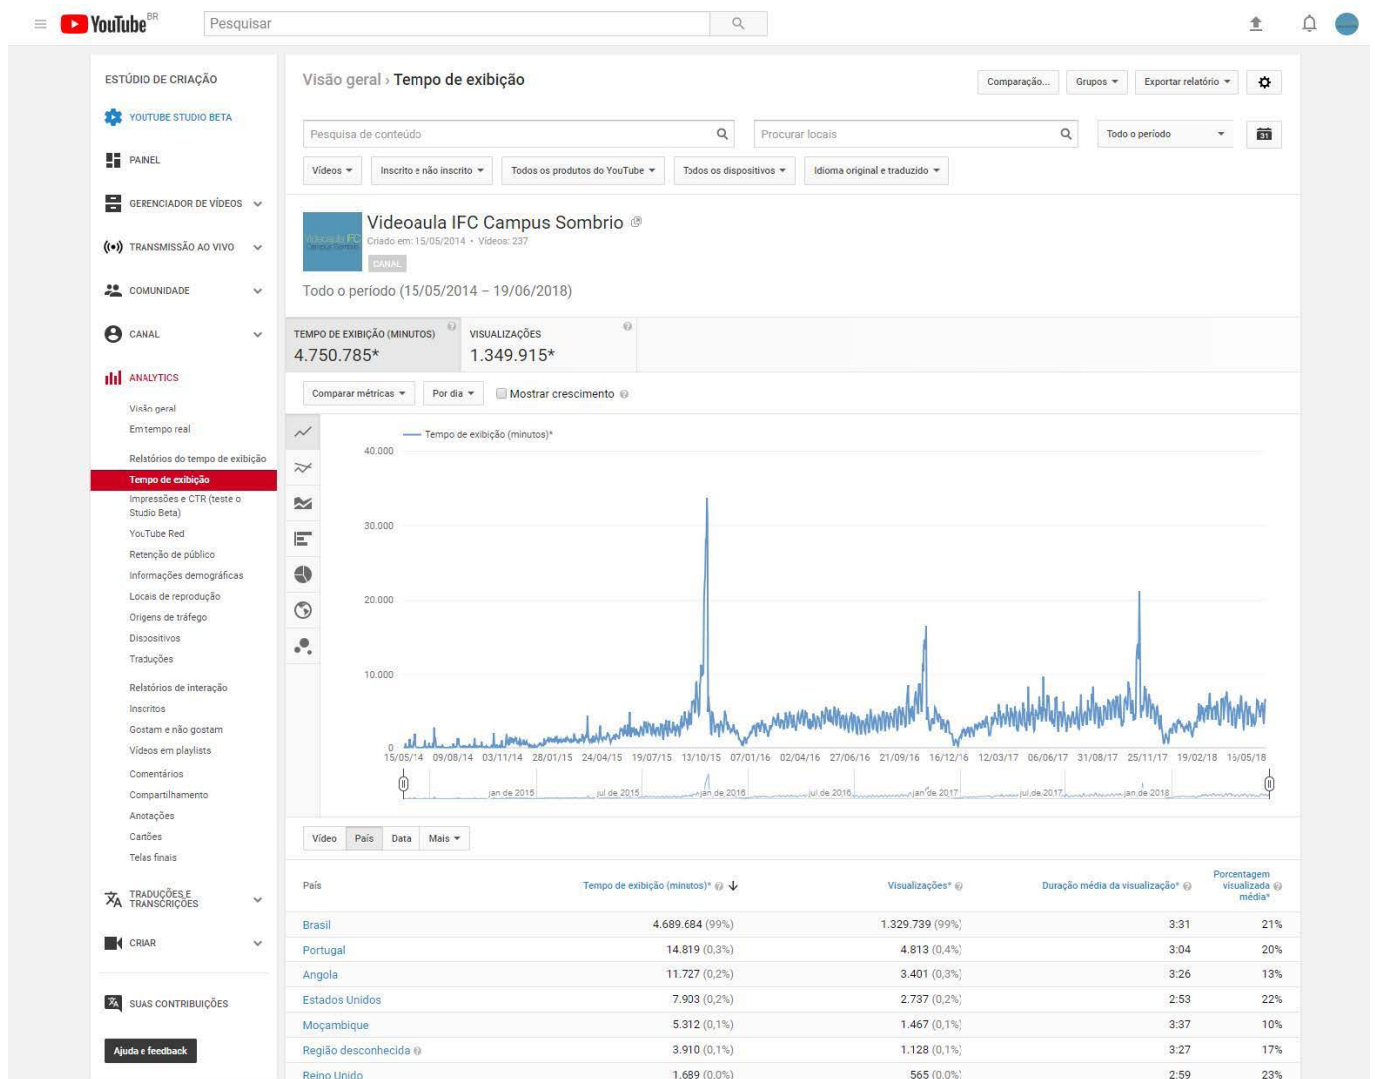 YouTube BR
Pesquisar
ESTÚDIO DE CRIAÇÃO
YOUTUBE STUDIO BETA
PAINEL
GERENCIADOR DE VÍDEOS
TRANSMISSÃO AO VIVO
COMUNIDADE
CANAL
ANALYTICS
Visão geral
Em tempo real
Relatórios do tempo de exibição
Tempo de exibição
Impressões e CTR (teste o
Studio Beta)
YouTube Red
Retenção de público
Informações demográficas
Locais de reprodução
Origens de tráfego
Dispositivos
Traduções
Relatórios de interação
Inscritos
Gostam e não gostam
Vídeos em playlists
Comentários
Compartilhamento
Anotações
Cartões
Telas finais
TRADUÇÕES E
TRANSCRIÇÕES
CRIAR
SUAS CONTRIBUIÇÕES
Ajuda e feedback
Visão geral › Tempo de exibição
Comparação... Grupos Exportar relatório
Pesquisa de conteúdo Procurar locais Todo o período 31
Vídeos Inscrito e não inscrito Todos os produtos do YouTube Todos os dispositivos Idioma original e traduzido
Videoaula IFC
Campus Sombrio
Videoaula IFC Campus Sombrio
Criado em: 15/05/2014 • Vídeos: 237
CANAL
Todo o período (15/05/2014 – 19/06/2018)
TEMPO DE EXIBIÇÃO (MINUTOS) VISUALIZAÇÕES
4.750.785* 1.349.915*
Comparar métricas Por dia Mostrar crescimento
Tempo de exibição (minutos)*
40.000
30.000
20.000
10.000
0
15/05/14 09/08/14 03/11/14 28/01/15 24/04/15 19/07/15 13/10/15 07/01/16 02/04/16 27/06/16 21/09/16 16/12/16 12/03/17 06/06/17 31/08/17 25/11/17 19/02/18 16/05/18
jan de 2015 jul de 2015 jan de 2016 jul de 2016 jan de 2017 jul de 2017 jan de 2018
Vídeo País Data Mais
País Tempo de exibição (minutos)* Visualizações* Duração média da visualização* Porcentagem visualizada média*
Brasil 4.689.684 (99%) 1.329.739 (99%) 3:31 21%
Portugal 14.819 (0,3%) 4.813 (0,4%) 3:04 20%
Angola 11.727 (0,2%) 3.401 (0,3%) 3:26 13%
Estados Unidos 7.903 (0,2%) 2.737 (0,2%) 2:53 22%
Moçambique 5.312 (0,1%) 1.467 (0,1%) 3:37 10%
Região desconhecida 3.910 (0,1%) 1.128 (0,1%) 3:27 17%
Reino Unido 1.689 (0,0%) 565 (0,0%) 2:59 23%